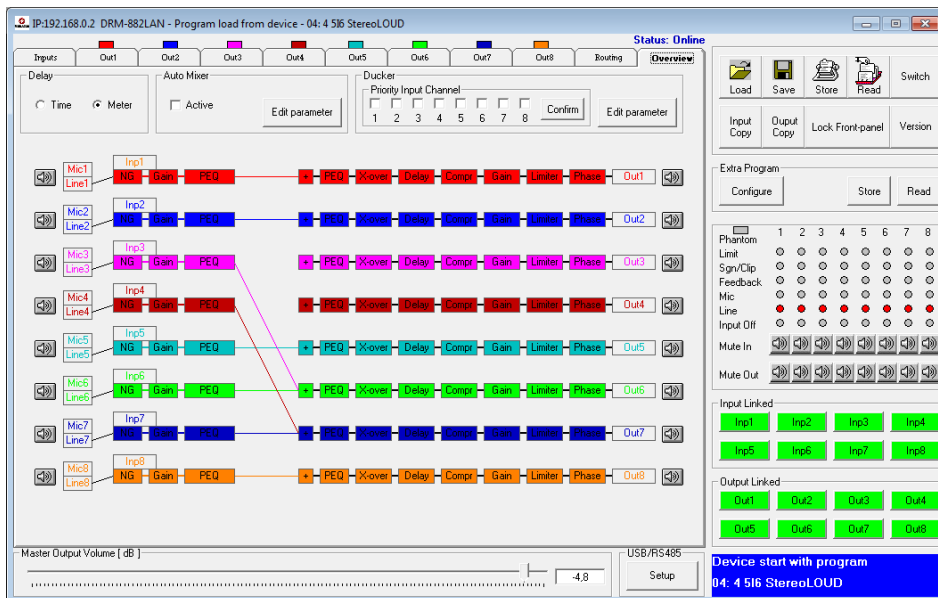 IP:192.168.0.2 DRM-882LAN - Program load from device - 04: 4 5I6 StereoLOUD
Status: Online
Inputs Out1 Out2 Out3 Out4 Out5 Out6 Out7 Out8 Routing Overview
Delay
Time Meter
Auto Mixer
Active
Edit parameter
Ducker
Priority Input Channel
1 2 3 4 5 6 7 8
Confirm
Edit parameter
Inp1
Mic1
Line1
NG Gain PEQ + PEQ X-over Delay Compr Gain Limiter Phase Out1
Inp2
Mic2
Line2
NG Gain PEQ + PEQ X-over Delay Compr Gain Limiter Phase Out2
Inp3
Mic3
Line3
NG Gain PEQ + PEQ X-over Delay Compr Gain Limiter Phase Out3
Inp4
Mic4
Line4
NG Gain PEQ + PEQ X-over Delay Compr Gain Limiter Phase Out4
Inp5
Mic5
Line5
NG Gain PEQ + PEQ X-over Delay Compr Gain Limiter Phase Out5
Inp6
Mic6
Line6
NG Gain PEQ + PEQ X-over Delay Compr Gain Limiter Phase Out6
Inp7
Mic7
Line7
NG Gain PEQ + PEQ X-over Delay Compr Gain Limiter Phase Out7
Inp8
Mic8
Line8
NG Gain PEQ + PEQ X-over Delay Compr Gain Limiter Phase Out8
Master Output Volume [ dB ]
-4,8
USB/RS485
Setup
Load Save Store Read Switch
Input Copy
Ouput Copy
Lock Front-panel
Version
Extra Program
Configure Store Read
1 2 3 4 5 6 7 8
Phantom
Limit
Sgn/Clip
Feedback
Mic
Line
Input Off
Mute In
Mute Out
Input Linked
Inp1 Inp2 Inp3 Inp4
Inp5 Inp6 Inp7 Inp8
Output Linked
Out1 Out2 Out3 Out4
Out5 Out6 Out7 Out8
Device start with program
04: 4 5I6 StereoLOUD